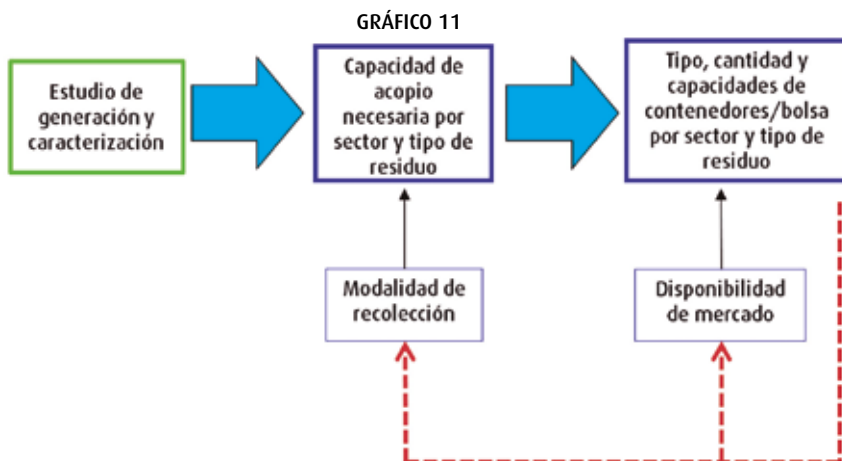 GRÁFICO 11
Estudio de
generación y
caracterización
Capacidad de
acopio
necesaria por
sector y tipo de
residuo
Tipo, cantidad y
capacidades de
contenedores/bolsa
por sector y tipo de
residuo
Modalidad de
recolección
Disponibilidad
de mercado